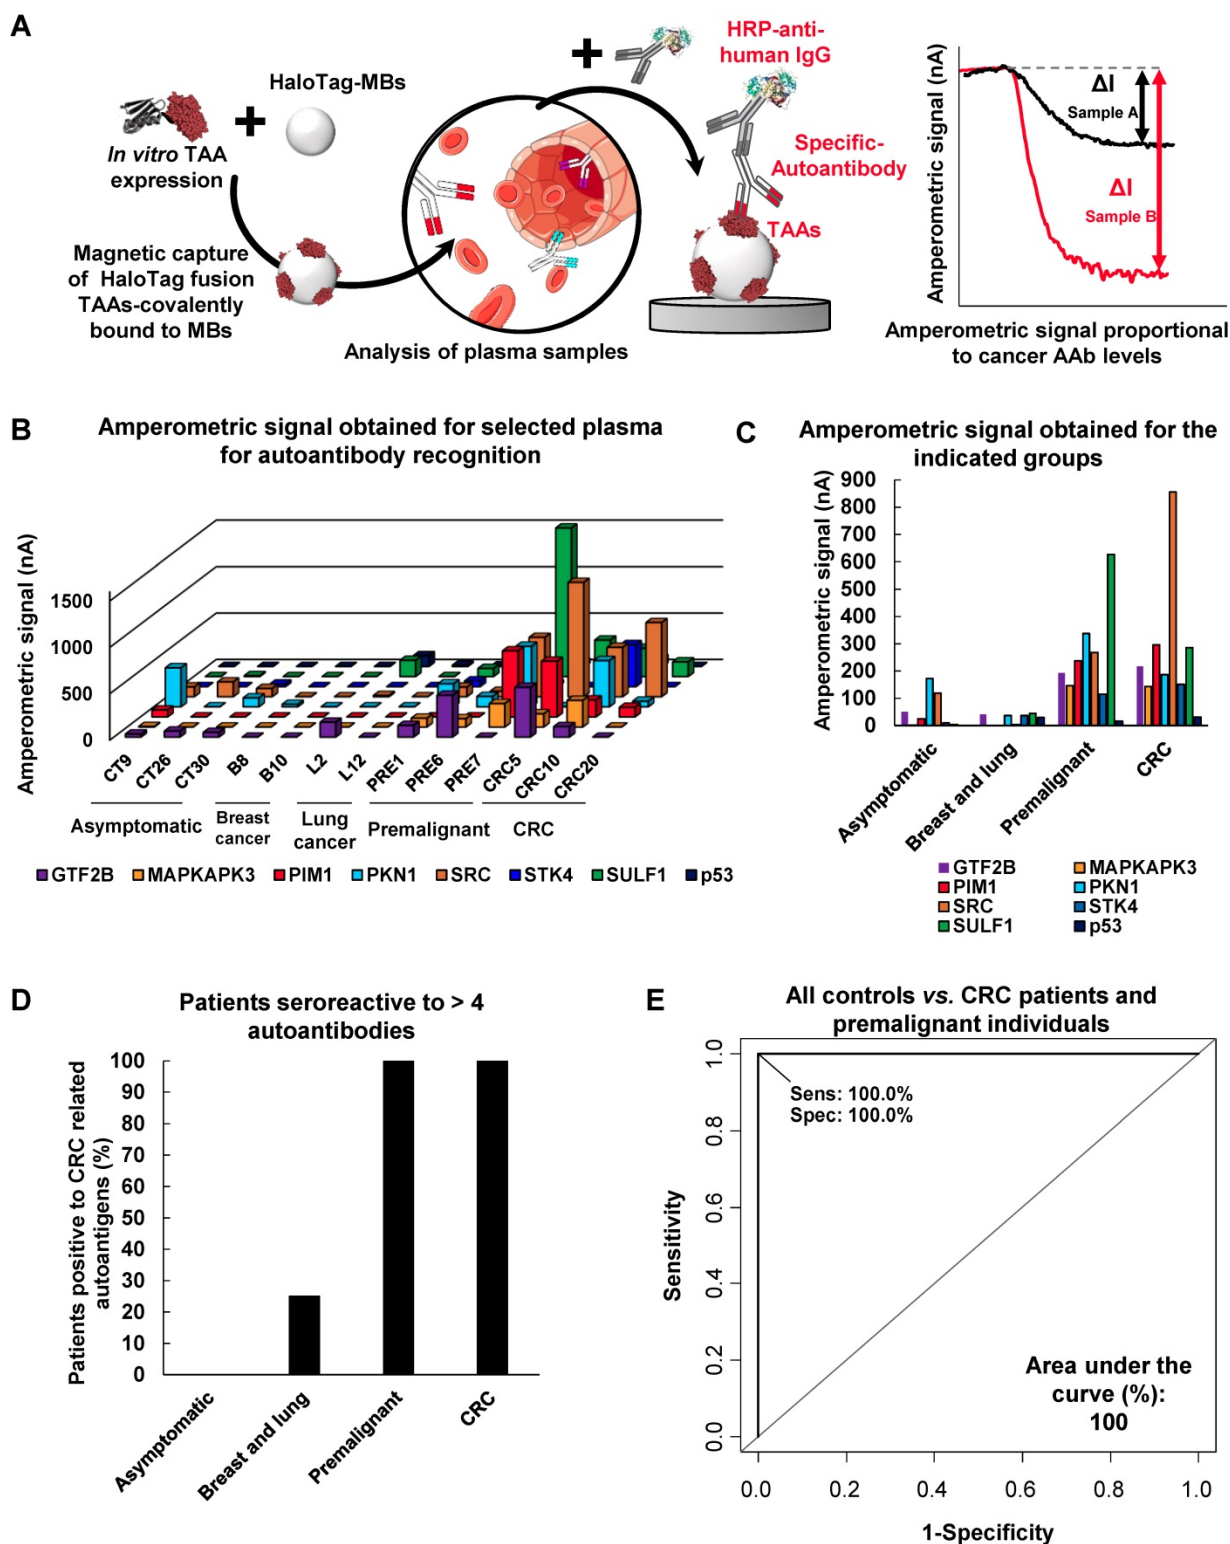 A
In vitro TAA
expression
HaloTag-MBs
Magnetic capture
of HaloTag fusion
TAAs-covalently
bound to MBs
Analysis of plasma samples
HRP-anti-
human IgG
Specific-
Autoantibody
TAAs
Amperometric signal (nA)
ΔI
Sample A
ΔI
Sample B
Amperometric signal proportional
to cancer AAb levels
B
Amperometric signal obtained for selected plasma
for autoantibody recognition
Amperometric signal (nA)
1500
1000
500
0
CT9
CT26
CT30
B8
B10
L2
L12
PRE1
PRE6
PRE7
CRC5
CRC10
CRC20
Asymptomatic
Breast
cancer
Lung
cancer
Premalignant
CRC
GTF2B MAPKAPK3 PIM1 PKN1 SRC STK4 SULF1 p53
C
Amperometric signal obtained for the
indicated groups
Amperometric signal (nA)
900
800
700
600
500
400
300
200
100
0
Asymptomatic
Breast and lung
Premalignant
CRC
GTF2B MAPKAPK3
PIM1 PKN1
SRC STK4
SULF1 p53
D
Patients seroreactive to > 4
autoantibodies
Patients positive to CRC related
autoantigens (%)
100
90
80
70
60
50
40
30
20
10
0
Asymptomatic
Breast and lung
Premalignant
CRC
E
All controls vs. CRC patients and
premalignant individuals
Sensitivity
1.0
0.8
0.6
0.4
0.2
0.0
Sens: 100.0%
Spec: 100.0%
Area under the
curve (%):
100
0.0 0.2 0.4 0.6 0.8 1.0
1-Specificity